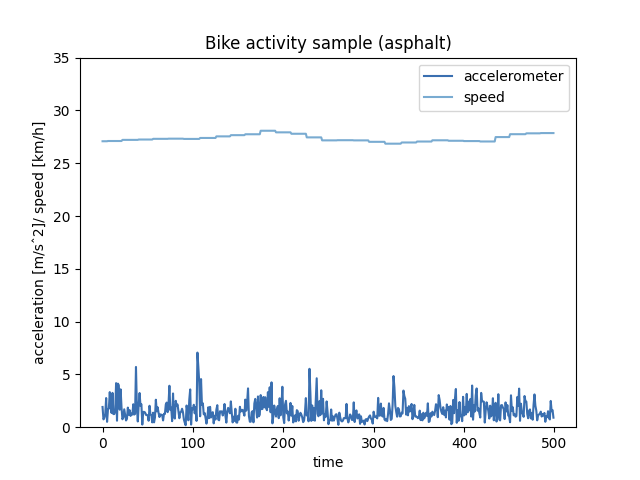 Bike activity sample (asphalt)
accelerometer
speed
acceleration [m/sˆ2]/ speed [km/h]
35
30
25
20
15
10
5
0
0 100 200 300 400 500
time